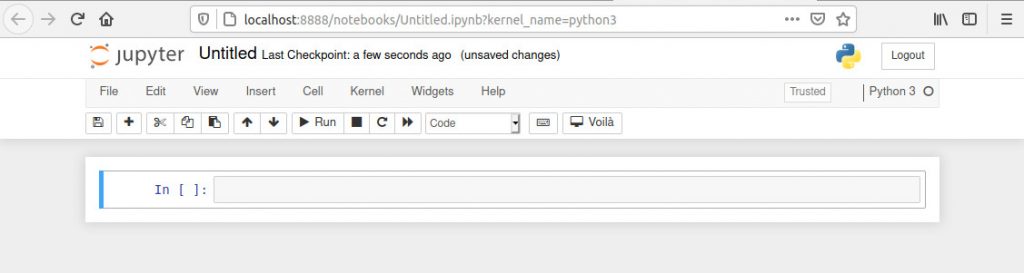 localhost:8888/notebooks/Untitled.ipynb?kernel_name=python3
jupyter Untitled Last Checkpoint: a few seconds ago (unsaved changes) Logout
File Edit View Insert Cell Kernel Widgets Help Trusted Python 3
Run Code Voilà
In [ ]: